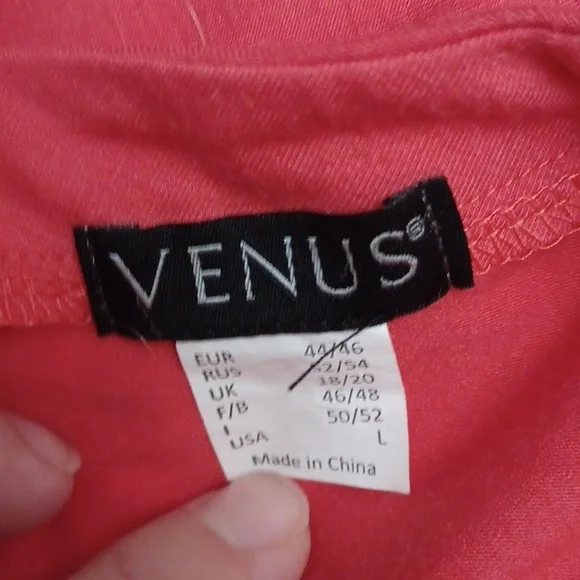 VENUS®
EUR 44/46
RUS 52/54
UK 18/20
F/B 46/48
I 50/52
USA L
Made in China